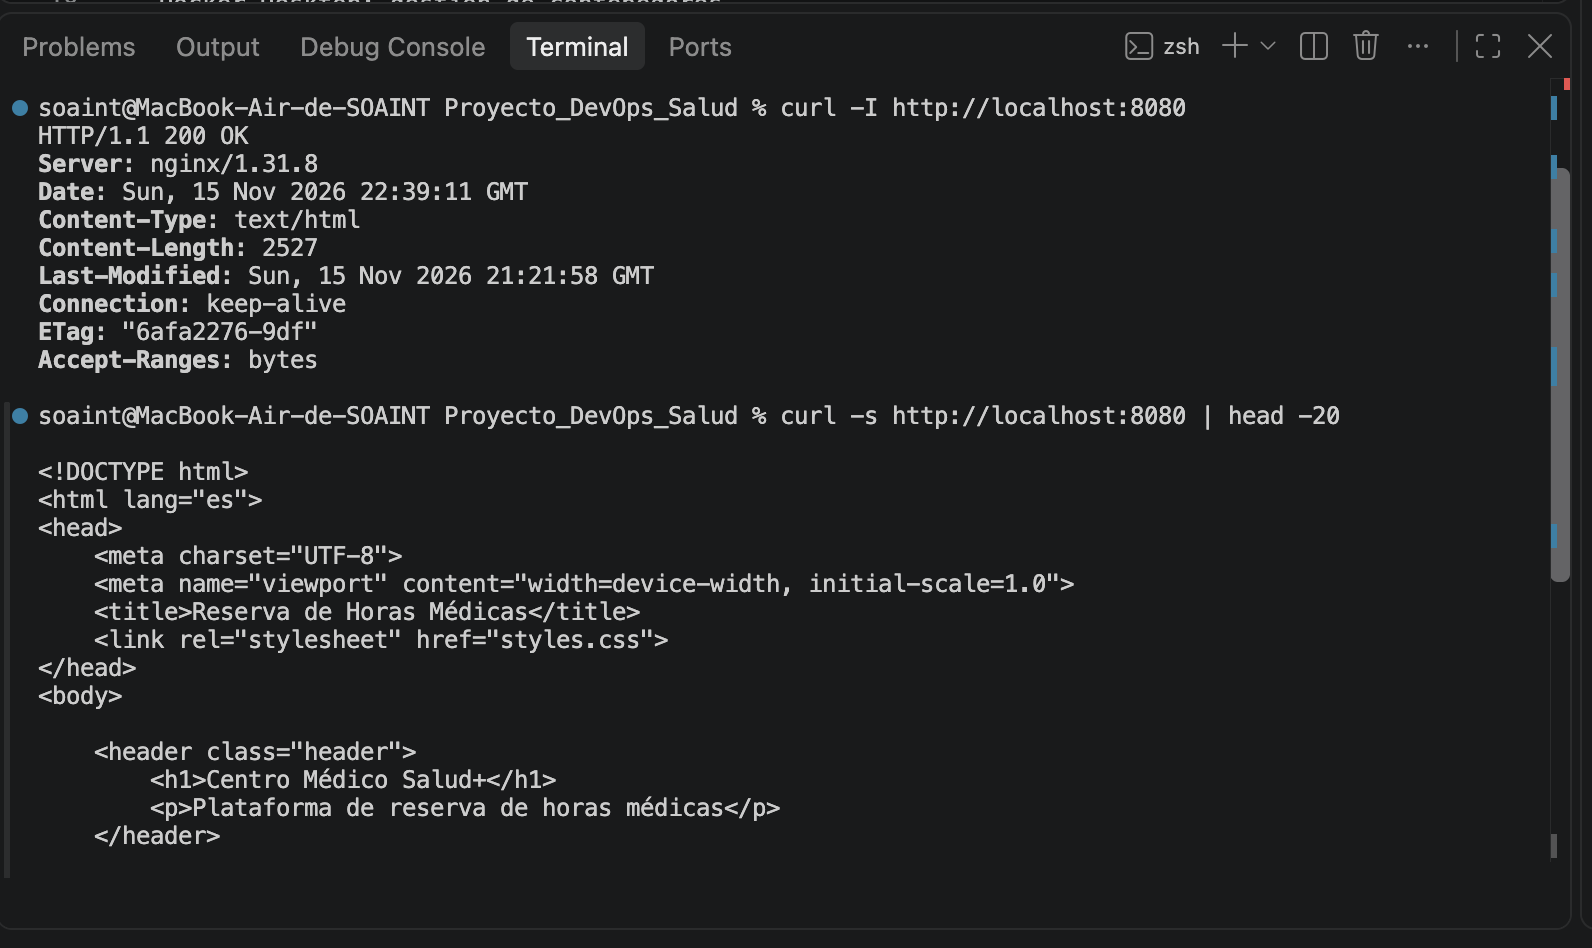 Problems Output Debug Console Terminal Ports zsh
soaint@MacBook-Air-de-SOAINT Proyecto_DevOps_Salud % curl -I http://localhost:8080
HTTP/1.1 200 OK
Server: nginx/1.31.8
Date: Sun, 15 Nov 2026 22:39:11 GMT
Content-Type: text/html
Content-Length: 2527
Last-Modified: Sun, 15 Nov 2026 21:21:58 GMT
Connection: keep-alive
ETag: "6afa2276-9df"
Accept-Ranges: bytes
soaint@MacBook-Air-de-SOAINT Proyecto_DevOps_Salud % curl -s http://localhost:8080 | head -20
<!DOCTYPE html>
<html lang="es">
<head>
    <meta charset="UTF-8">
    <meta name="viewport" content="width=device-width, initial-scale=1.0">
    <title>Reserva de Horas Médicas</title>
    <link rel="stylesheet" href="styles.css">
</head>
<body>
    <header class="header">
        <h1>Centro Médico Salud+</h1>
        <p>Plataforma de reserva de horas médicas</p>
    </header>